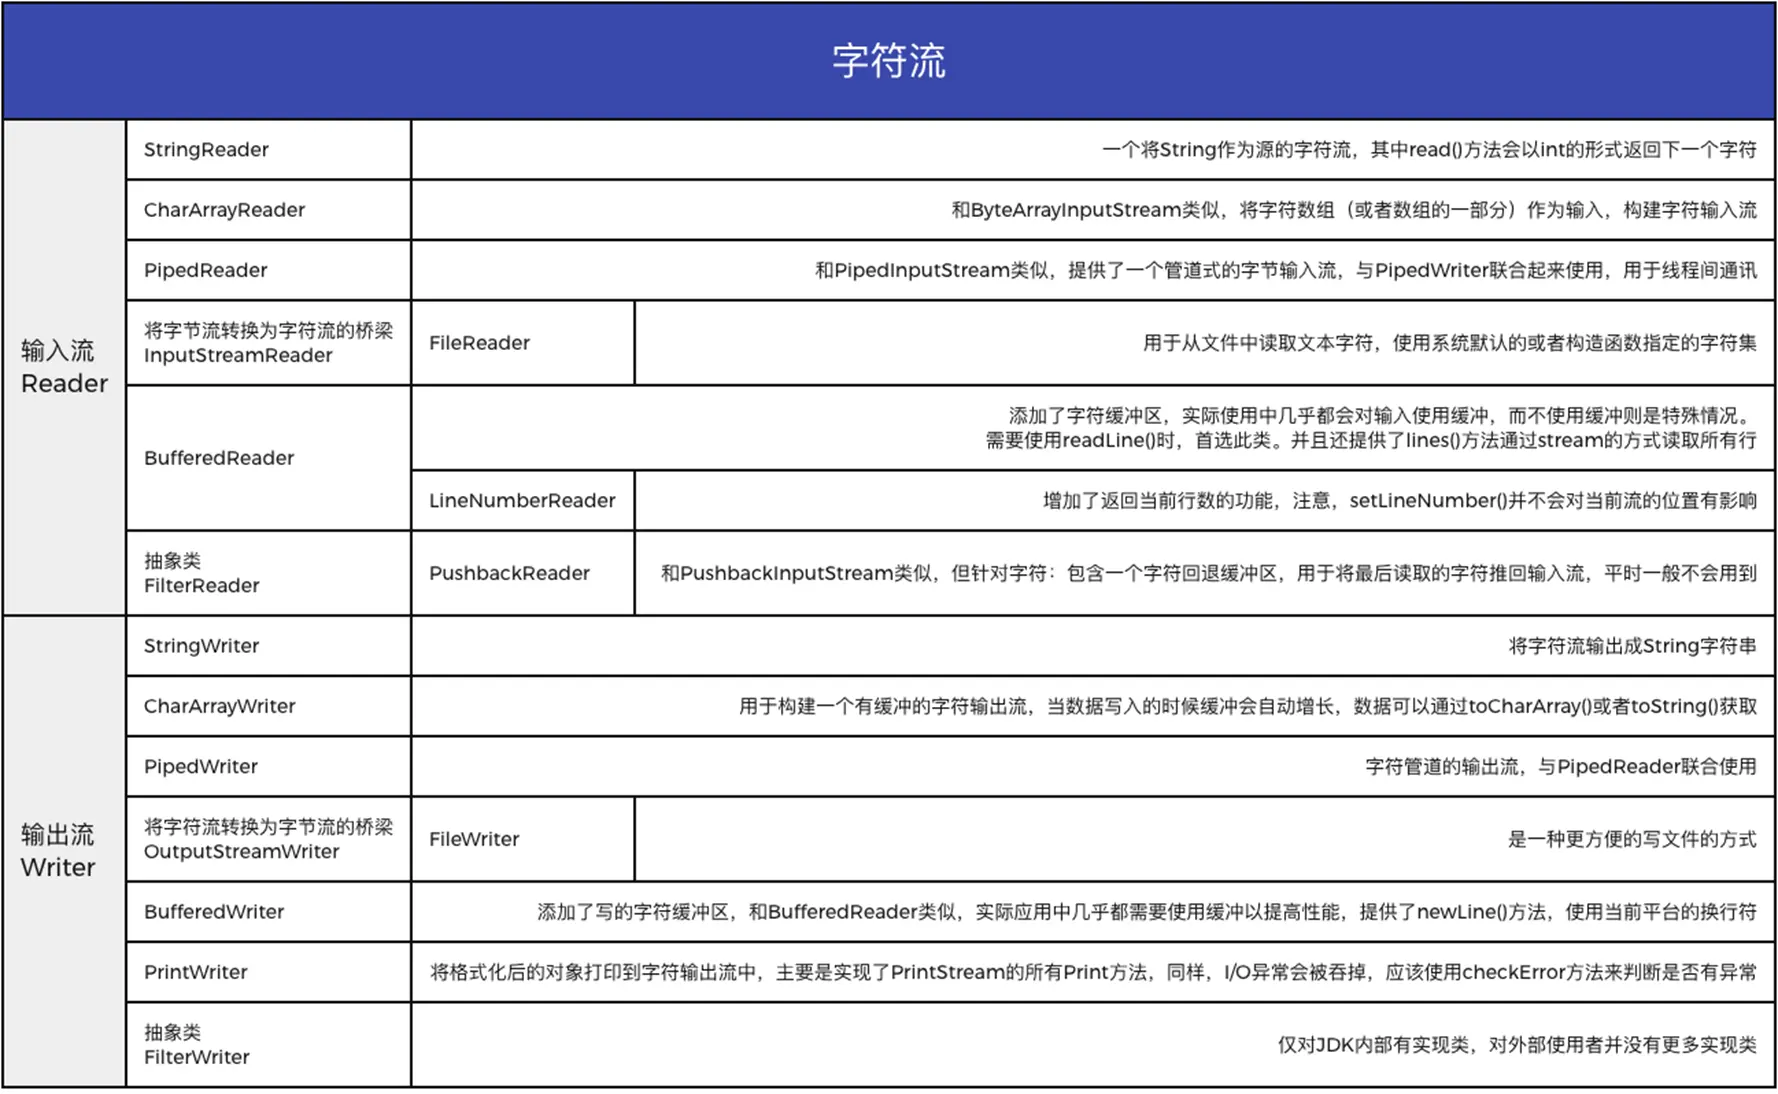 字符流
输入流
Reader
StringReader
一个将String作为源的字符流，其中read()方法会以int的形式返回下一个字符
CharArrayReader
和ByteArrayInputStream类似，将字符数组（或者数组的一部分）作为输入，构建字符输入流
PipedReader
和PipedInputStream类似，提供了一个管道式的字节输入流，与PipedWriter联合起来使用，用于线程间通讯
将字节流转换为字符流的桥梁
InputStreamReader
FileReader
用于从文件中读取文本字符，使用系统默认的或者构造函数指定的字符集
BufferedReader
添加了字符缓冲区，实际使用中几乎都会对输入使用缓冲，而不使用缓冲则是特殊情况。
需要使用readLine()时，首选此类。并且还提供了lines()方法通过stream的方式读取所有行
LineNumberReader
增加了返回当前行数的功能，注意，setLineNumber()并不会对当前流的位置有影响
抽象类
FilterReader
PushbackReader
和PushbackInputStream类似，但针对字符：包含一个字符回退缓冲区，用于将最后读取的字符推回输入流，平时一般不会用到
输出流
Writer
StringWriter
将字符流输出成String字符串
CharArrayWriter
用于构建一个有缓冲的字符输出流，当数据写入的时候缓冲会自动增长，数据可以通过toCharArray()或者toString()获取
PipedWriter
字符管道的输出流，与PipedReader联合使用
将字符流转换为字节流的桥梁
OutputStreamWriter
FileWriter
是一种更方便的写文件的方式
BufferedWriter
添加了写的字符缓冲区，和BufferedReader类似，实际应用中几乎都需要使用缓冲以提高性能，提供了newLine()方法，使用当前平台的换行符
PrintWriter
将格式化后的对象打印到字符输出流中，主要是实现了PrintStream的所有Print方法，同样，I/O异常会被吞掉，应该使用checkError方法来判断是否有异常
抽象类
FilterWriter
仅对JDK内部有实现类，对外部使用者并没有更多实现类